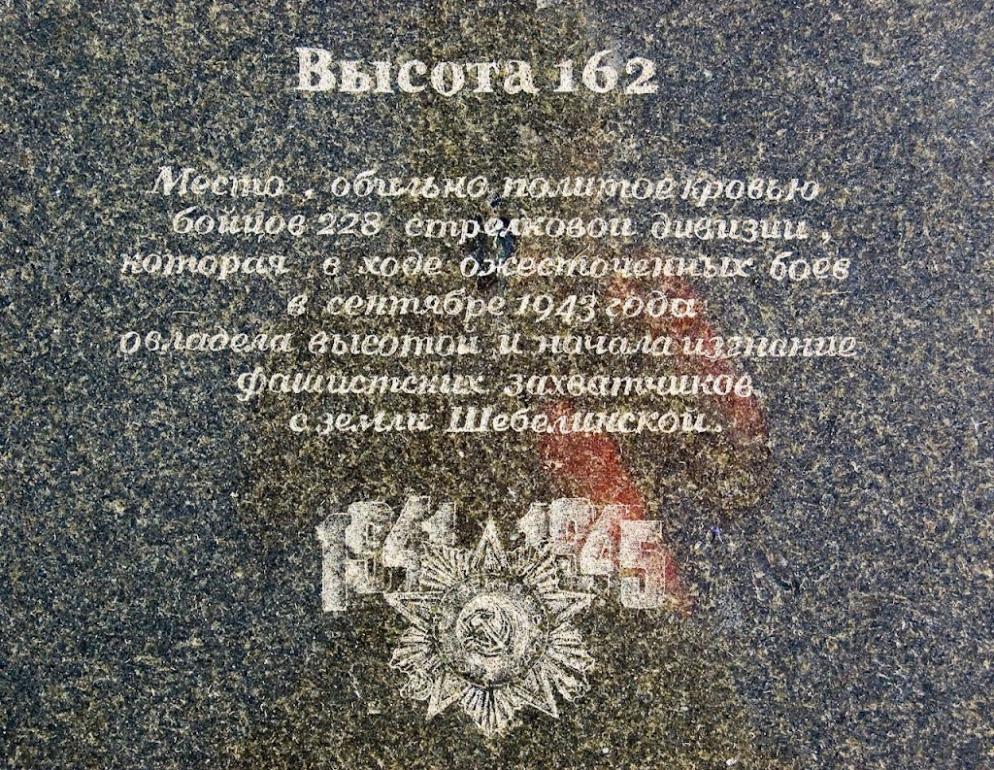 Высота 162
Место, обильно политое кровью
бойцов 228 стрелковой дивизии,
которая в ходе ожесточенных боев
в сентябре 1943 года
овладела высотой и начала изгнание
фашистских захватчиков
с земли Шебелинской.
1941 1945